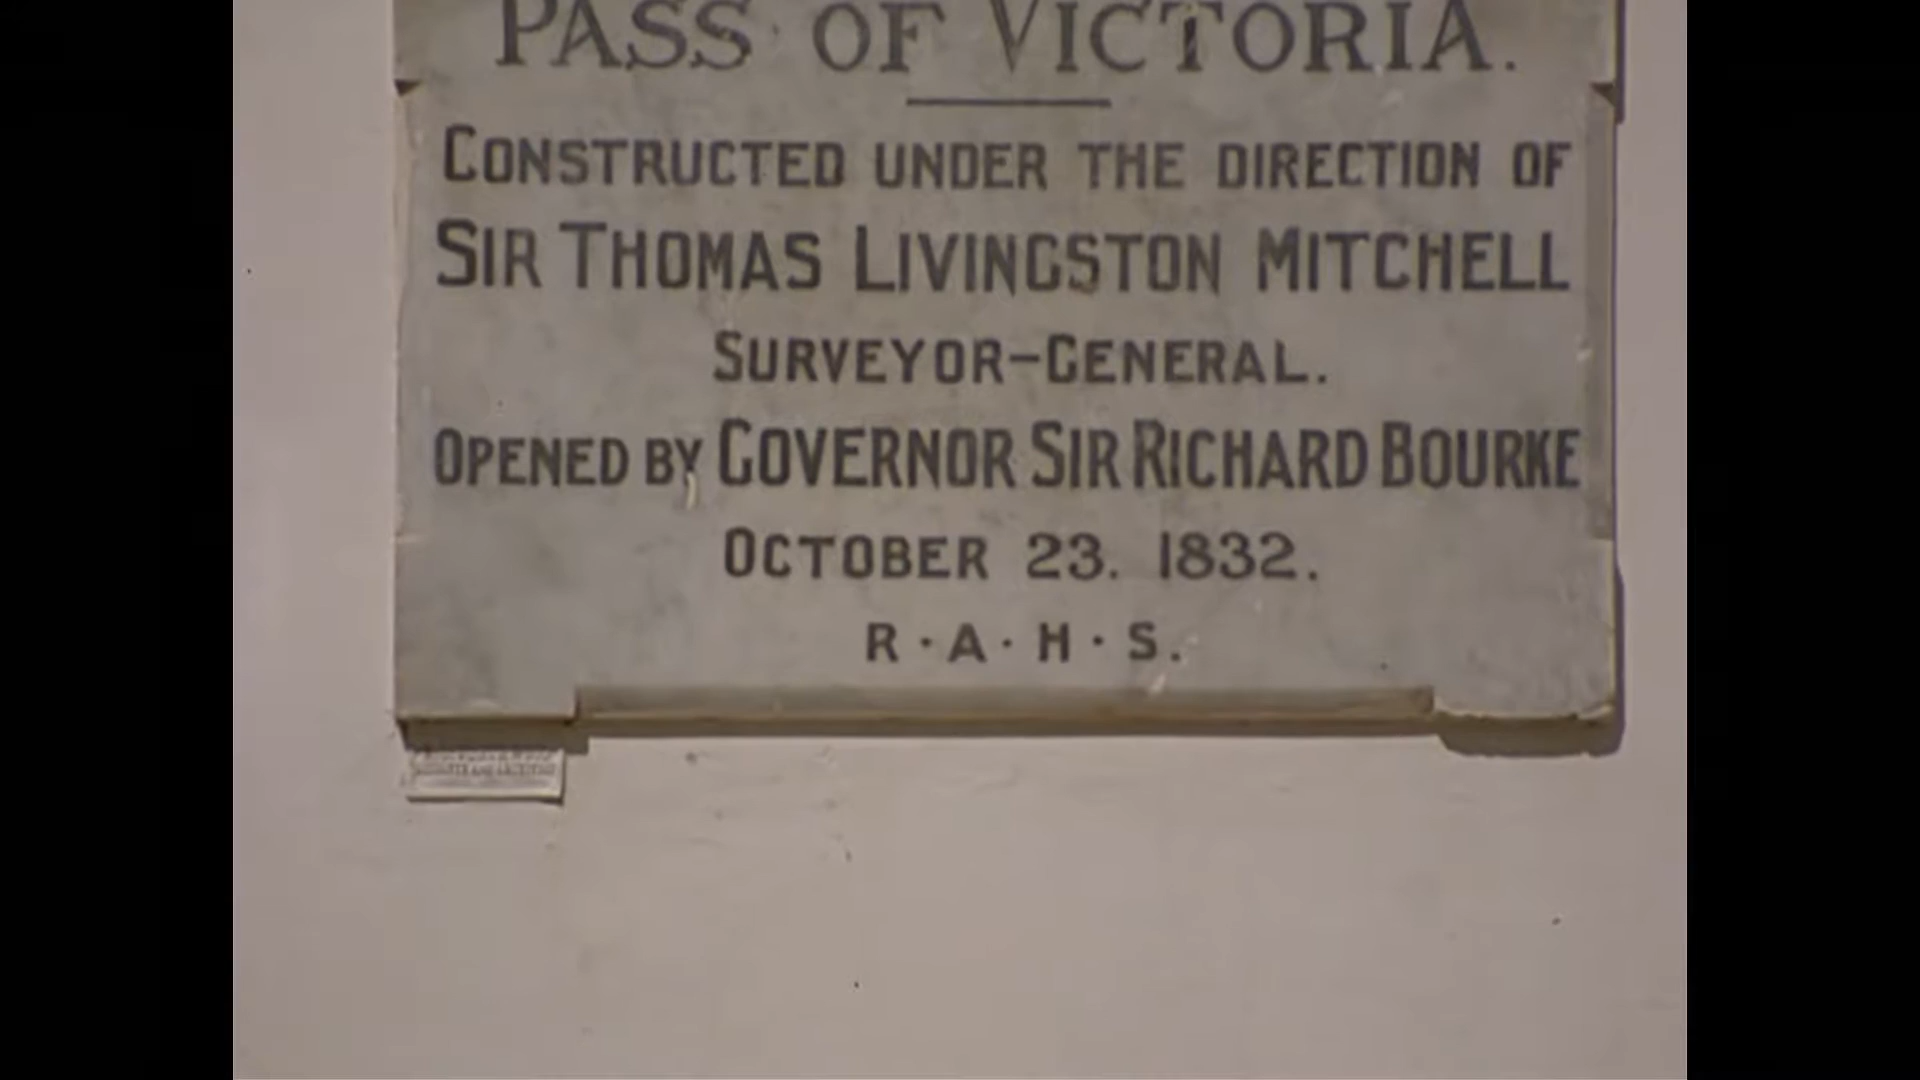 PASS OF VICTORIA.
CONSTRUCTED UNDER THE DIRECTION OF
SIR THOMAS LIVINGSTON MITCHELL
SURVEYOR-GENERAL.
OPENED BY GOVERNOR SIR RICHARD BOURKE
OCTOBER 23. 1832.
R·A·H·S.